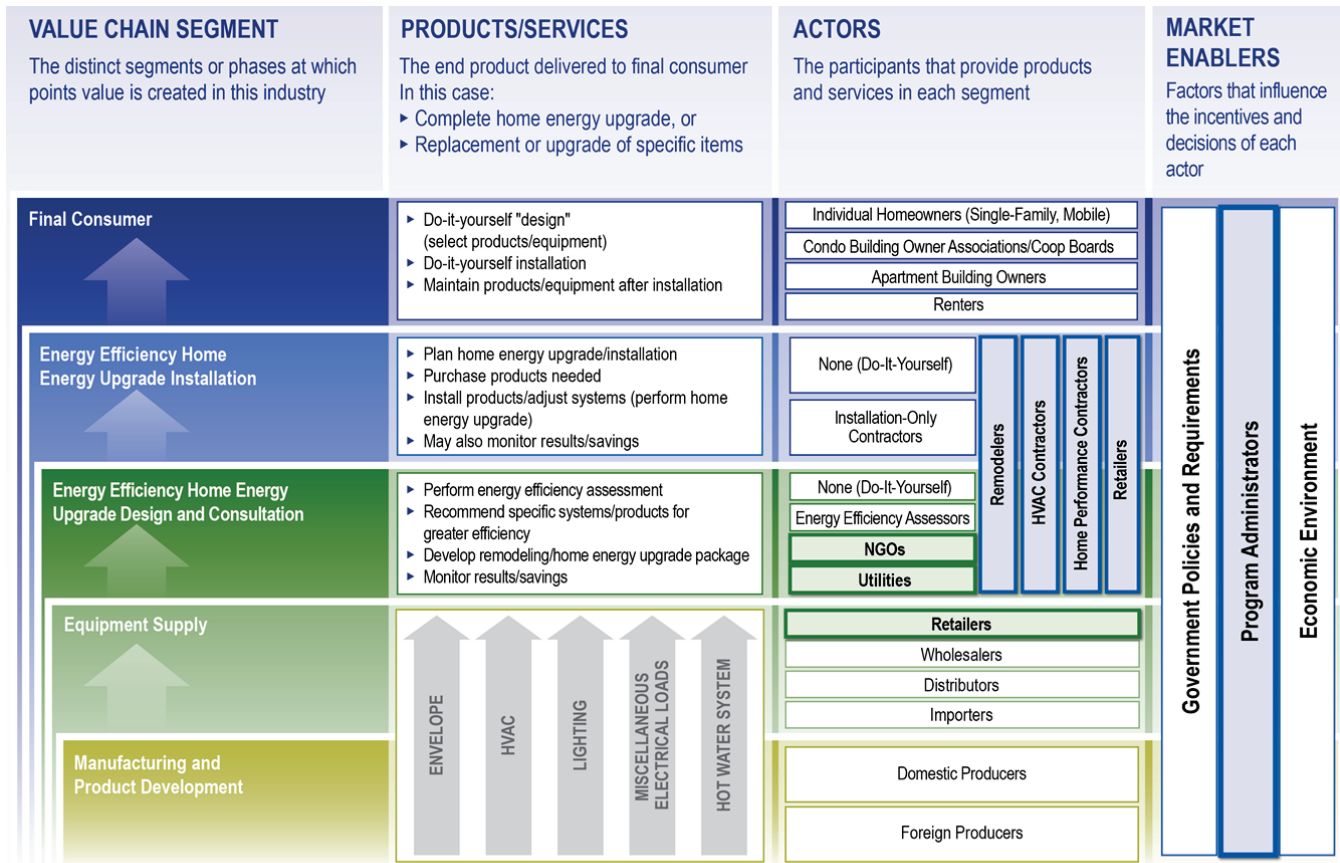 VALUE CHAIN SEGMENT
The distinct segments or phases at which
points value is created in this industry
PRODUCTS/SERVICES
The end product delivered to final consumer
In this case:
▸ Complete home energy upgrade, or
▸ Replacement or upgrade of specific items
ACTORS
The participants that provide products
and services in each segment
MARKET
ENABLERS
Factors that influence
the incentives and
decisions of each
actor
Final Consumer
▸ Do-it-yourself "design"
(select products/equipment)
▸ Do-it-yourself installation
▸ Maintain products/equipment after installation
Individual Homeowners (Single-Family, Mobile)
Condo Building Owner Associations/Coop Boards
Apartment Building Owners
Renters
Energy Efficiency Home
Energy Upgrade Installation
▸ Plan home energy upgrade/installation
▸ Purchase products needed
▸ Install products/adjust systems (perform home
energy upgrade)
▸ May also monitor results/savings
None (Do-It-Yourself)
Installation-Only
Contractors
Remodelers
HVAC Contractors
Home Performance Contractors
Retailers
Energy Efficiency Home Energy
Upgrade Design and Consultation
▸ Perform energy efficiency assessment
▸ Recommend specific systems/products for
greater efficiency
▸ Develop remodeling/home energy upgrade package
▸ Monitor results/savings
None (Do-It-Yourself)
Energy Efficiency Assessors
NGOs
Utilities
Equipment Supply
ENVELOPE
HVAC
LIGHTING
MISCELLANEOUS
ELECTRICAL LOADS
HOT WATER SYSTEM
Retailers
Wholesalers
Distributors
Importers
Manufacturing and
Product Development
Domestic Producers
Foreign Producers
Government Policies and Requirements
Program Administrators
Economic Environment